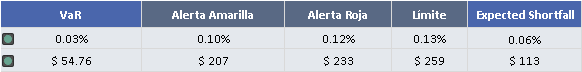 VaR Alerta Amarilla Alerta Roja Límite Expected Shortfall
0.03% 0.10% 0.12% 0.13% 0.06%
$ 54.76 $ 207 $ 233 $ 259 $ 113